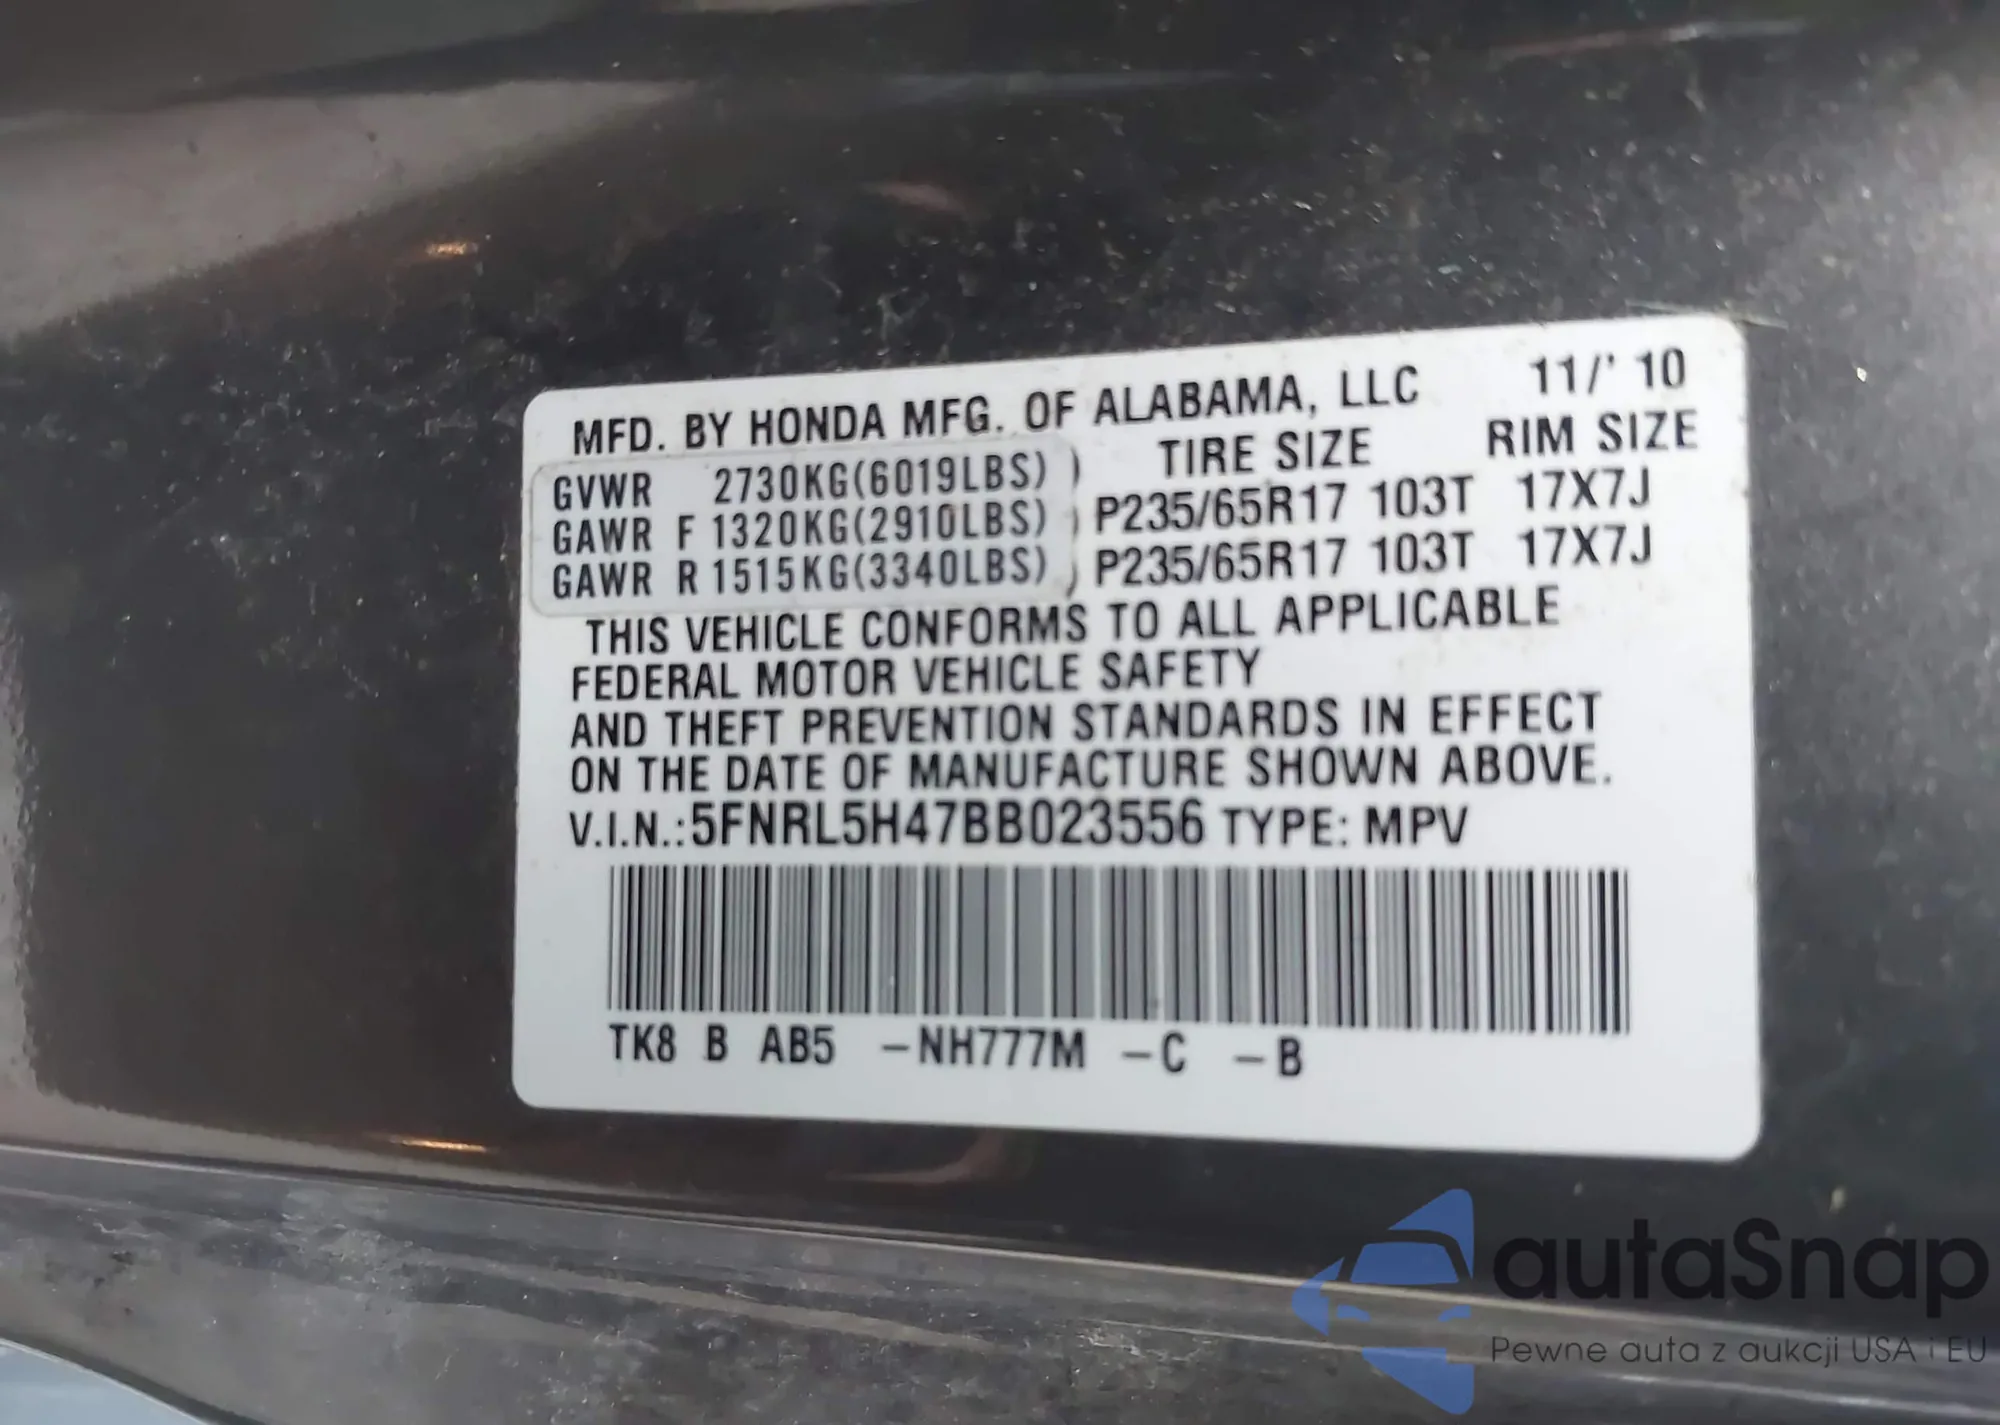 MFD. BY HONDA MFG. OF ALABAMA, LLC 11/' 10
TIRE SIZE RIM SIZE
GVWR 2730KG(6019LBS) )
GAWR F 1320KG(2910LBS) ) P235/65R17 103T 17X7J
GAWR R 1515KG(3340LBS) ) P235/65R17 103T 17X7J
THIS VEHICLE CONFORMS TO ALL APPLICABLE
FEDERAL MOTOR VEHICLE SAFETY
AND THEFT PREVENTION STANDARDS IN EFFECT
ON THE DATE OF MANUFACTURE SHOWN ABOVE.
V.I.N.:5FNRL5H47BB023556 TYPE: MPV
TK8 B AB5 –NH777M –C –B
autaSnap
Pewne auta z aukcji USA i EU